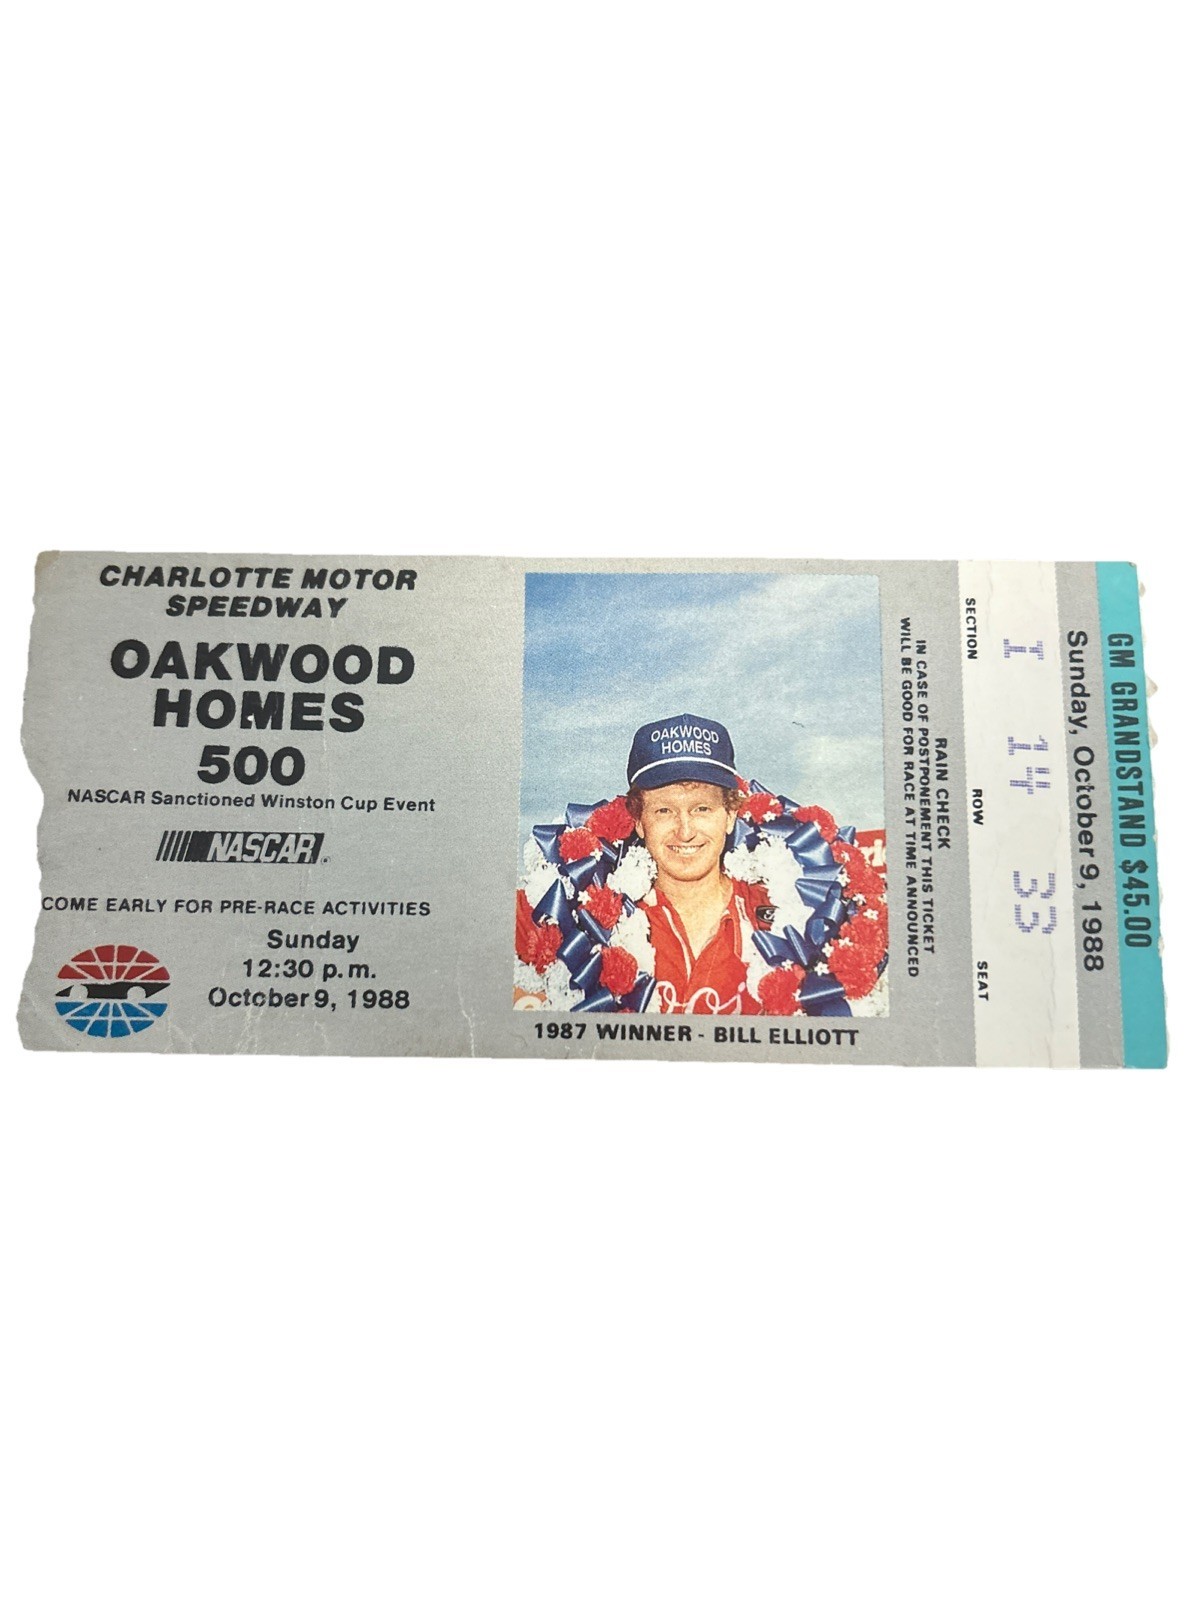 CHARLOTTE MOTOR
SPEEDWAY
OAKWOOD
HOMES
500
NASCAR Sanctioned Winston Cup Event
NASCAR
COME EARLY FOR PRE-RACE ACTIVITIES
Sunday
12:30 p.m.
October 9, 1988
OAKWOOD
HOMES
1987 WINNER - BILL ELLIOTT
RAIN CHECK
IN CASE OF POSTPONEMENT THIS TICKET
WILL BE GOOD FOR RACE AT TIME ANNOUNCED
SECTION ROW SEAT
I 14 33
Sunday, October 9, 1988
GM GRANDSTAND $45.00